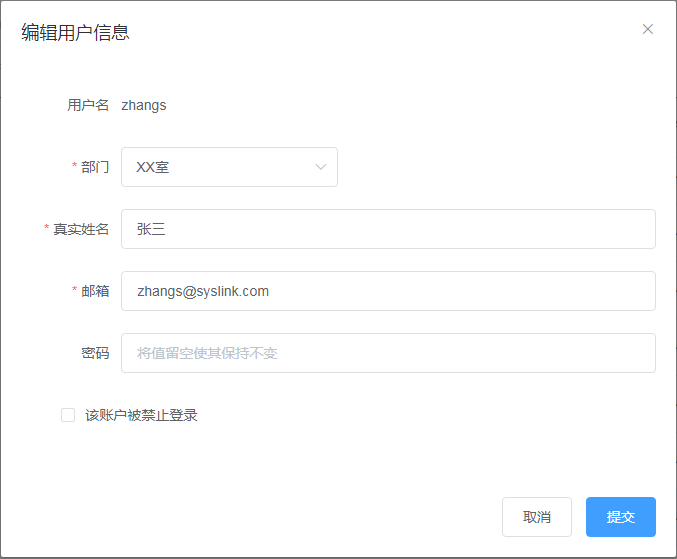 编辑用户信息
用户名 zhangs
* 部门 XX室
* 真实姓名 张三
* 邮箱 zhangs@syslink.com
密码 将值留空使其保持不变
该账户被禁止登录
取消 提交